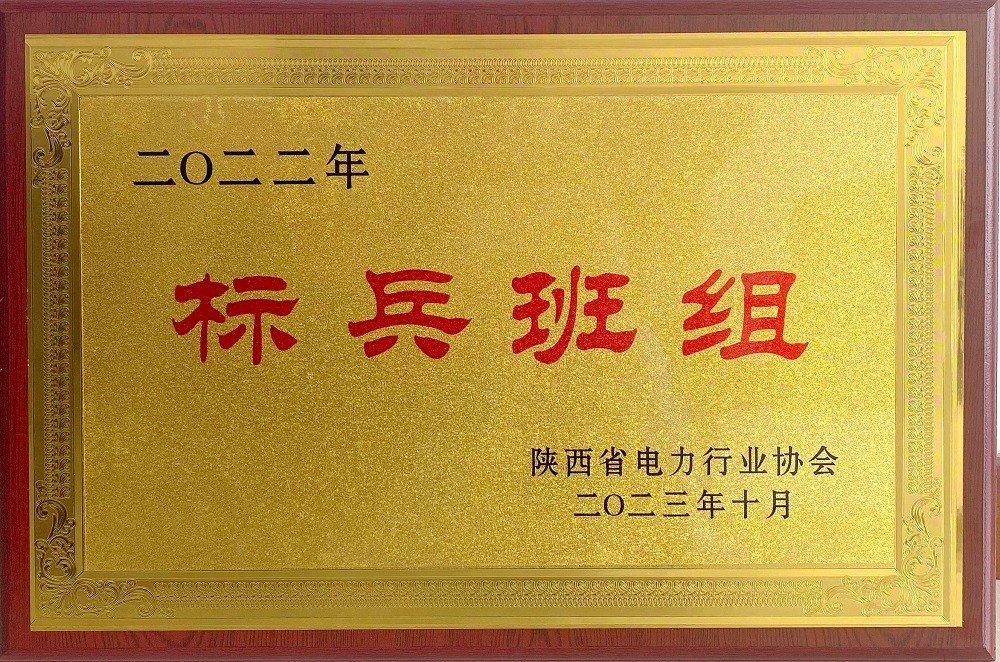 二〇二二年
标兵班组
陕西省电力行业协会
二〇二三年十月